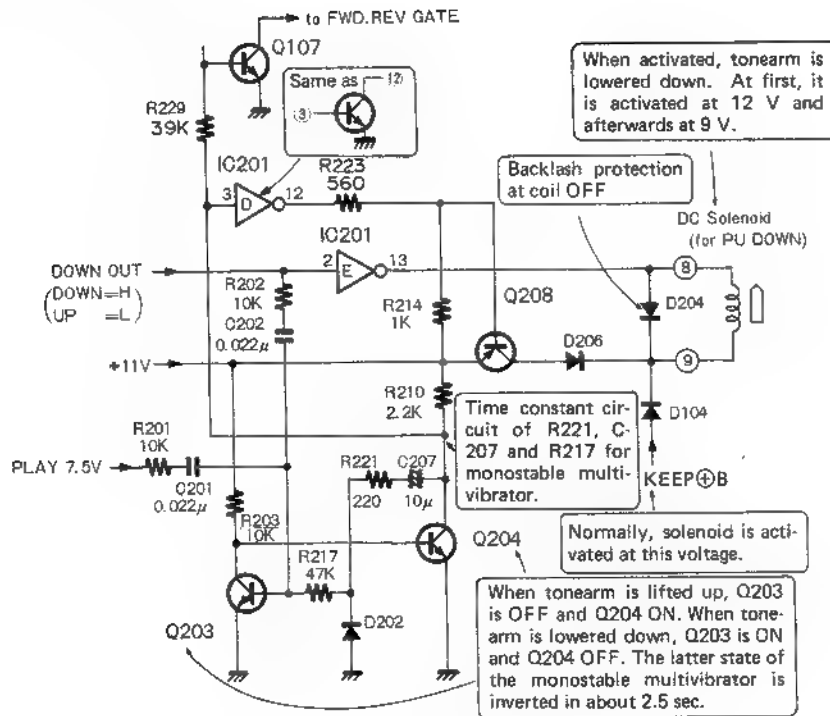 to FWD.REV GATE
Q107
When activated, tonearm is
lowered down. At first, it
is activated at 12 V and
afterwards at 9 V.
Same as
(2)
(3)
R229
39K
IC201
3
D
12
R223
560
Backlash protection
at coil OFF
DC Solenoid
(for PU DOWN)
IC201
DOWN OUT
(DOWN=H
UP =L)
2
E
13
8
R202
10K
C202
0.022μ
R214
1K
Q208
D204
D206
+11V
9
R210
2.2K
D104
Time constant cir-
cuit of R221, C-
207 and R217 for
monostable multi-
vibrator.
R201
10K
PLAY 7.5V
C201
0.022μ
R221
220
C207
10μ
KEEP⊕B
R203
10K
Q204
Normally, solenoid is acti-
vated at this voltage.
R217
47K
D202
Q203
When tonearm is lifted up, Q203
is OFF and Q204 ON. When tone-
arm is lowered down, Q203 is ON
and Q204 OFF. The latter state of
the monostable multivibrator is
inverted in about 2.5 sec.